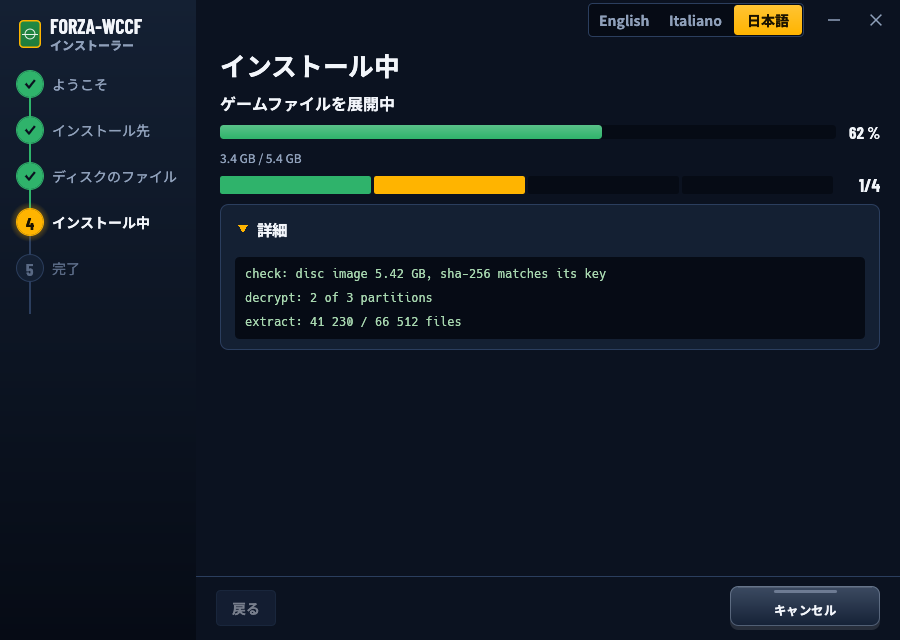 FORZA-WCCF
インストーラー
English Italiano 日本語
ようこそ
インストール先
ディスクのファイル
4 インストール中
5 完了
インストール中
ゲームファイルを展開中
62 %
3.4 GB / 5.4 GB
1/4
詳細
check: disc image 5.42 GB, sha-256 matches its key
decrypt: 2 of 3 partitions
extract: 41 230 / 66 512 files
戻る
キャンセル